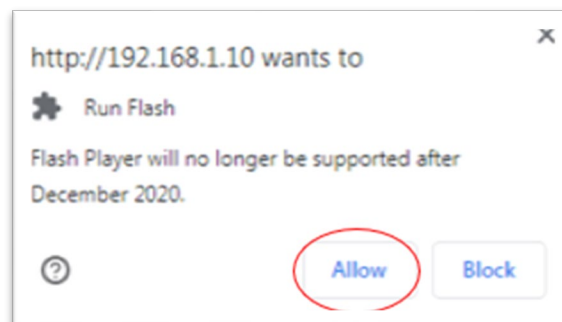 http://192.168.1.10 wants to
Run Flash
Flash Player will no longer be supported after
December 2020.
Allow Block